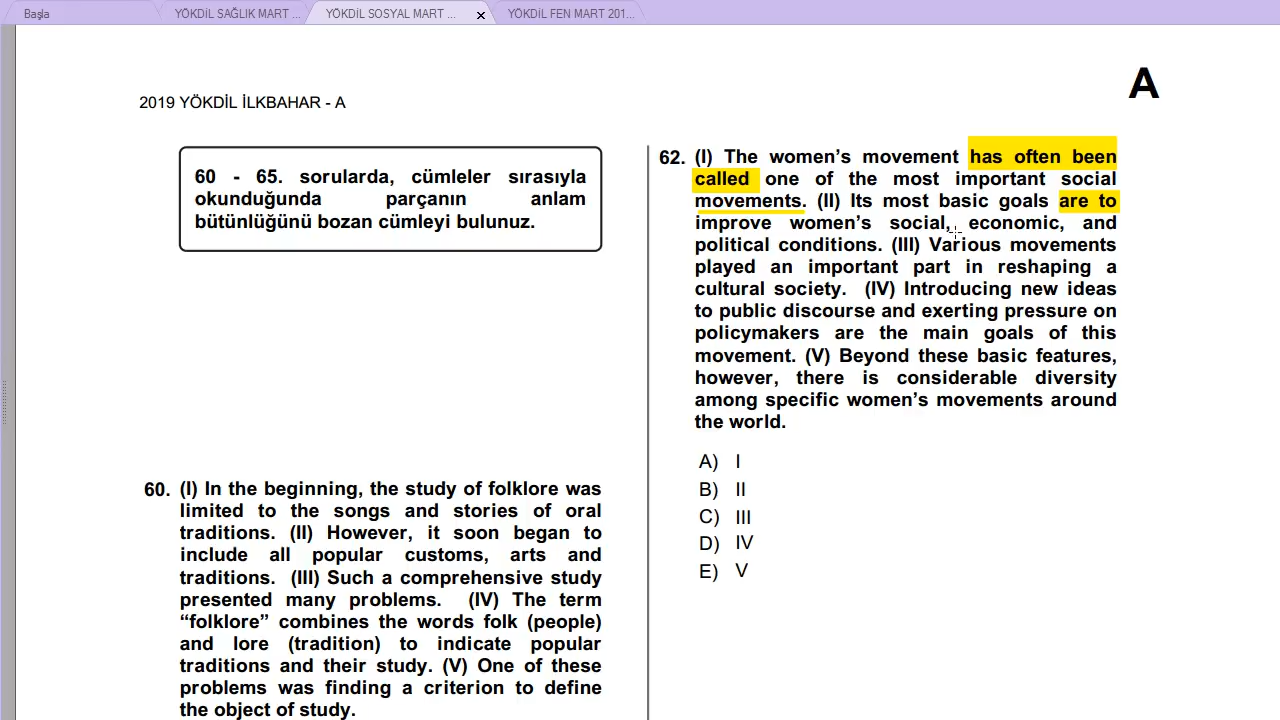 Başla
YÖKDİL SAĞLIK MART ...
YÖKDİL SOSYAL MART ...
YÖKDİL FEN MART 201...
A
2019 YÖKDİL İLKBAHAR - A
60 - 65. sorularda, cümleler sırasıyla
okunduğunda parçanın anlam
bütünlüğünü bozan cümleyi bulunuz.
60. (I) In the beginning, the study of folklore was
limited to the songs and stories of oral
traditions. (II) However, it soon began to
include all popular customs, arts and
traditions. (III) Such a comprehensive study
presented many problems. (IV) The term
“folklore” combines the words folk (people)
and lore (tradition) to indicate popular
traditions and their study. (V) One of these
problems was finding a criterion to define
the object of study.
62. (I) The women’s movement has often been
called one of the most important social
movements. (II) Its most basic goals are to
improve women’s social, economic, and
political conditions. (III) Various movements
played an important part in reshaping a
cultural society. (IV) Introducing new ideas
to public discourse and exerting pressure on
policymakers are the main goals of this
movement. (V) Beyond these basic features,
however, there is considerable diversity
among specific women’s movements around
the world.
A) I
B) II
C) III
D) IV
E) V